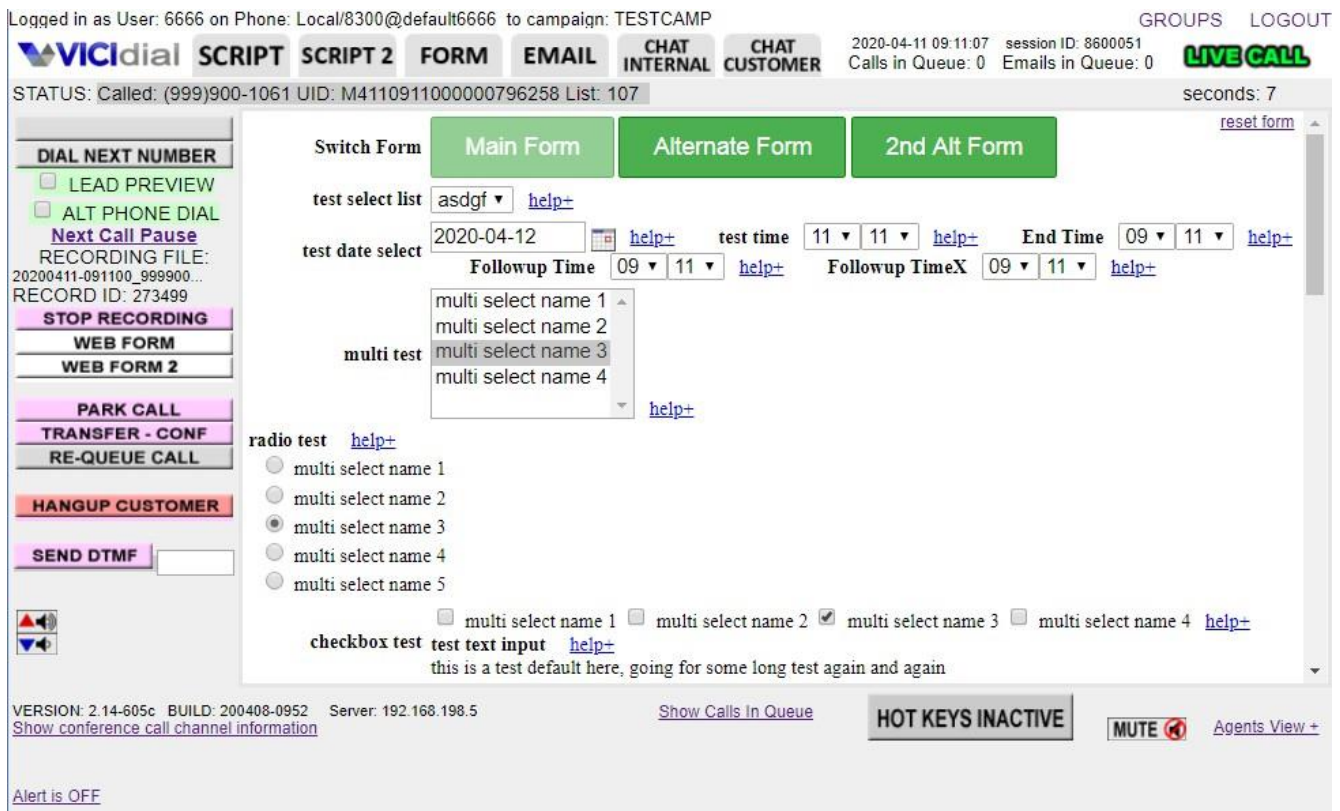 Logged in as User: 6666 on Phone: Local/8300@default6666 to campaign: TESTCAMP GROUPS LOGOUT
VICIdial SCRIPT SCRIPT 2 FORM EMAIL CHAT INTERNAL CHAT CUSTOMER 2020-04-11 09:11:07 session ID: 8600051 LIVE CALL
Calls in Queue: 0 Emails in Queue: 0
STATUS: Called: (999)900-1061 UID: M4110911000000796258 List: 107 seconds: 7
DIAL NEXT NUMBER
LEAD PREVIEW
ALT PHONE DIAL
Next Call Pause
RECORDING FILE:
20200411-091100_999900...
RECORD ID: 273499
STOP RECORDING
WEB FORM
WEB FORM 2
PARK CALL
TRANSFER - CONF
RE-QUEUE CALL
HANGUP CUSTOMER
SEND DTMF
reset form
Switch Form Main Form Alternate Form 2nd Alt Form
test select list asdgf help+
test date select 2020-04-12 help+ test time 11 11 help+ End Time 09 11 help+
Followup Time 09 11 help+ Followup TimeX 09 11 help+
multi test
multi select name 1
multi select name 2
multi select name 3
multi select name 4
help+
radio test help+
multi select name 1
multi select name 2
multi select name 3
multi select name 4
multi select name 5
checkbox test multi select name 1 multi select name 2 multi select name 3 multi select name 4 help+
test text input help+
this is a test default here, going for some long test again and again
VERSION: 2.14-605c BUILD: 200408-0952 Server: 192.168.198.5 Show Calls In Queue HOT KEYS INACTIVE MUTE Agents View +
Show conference call channel information
Alert is OFF